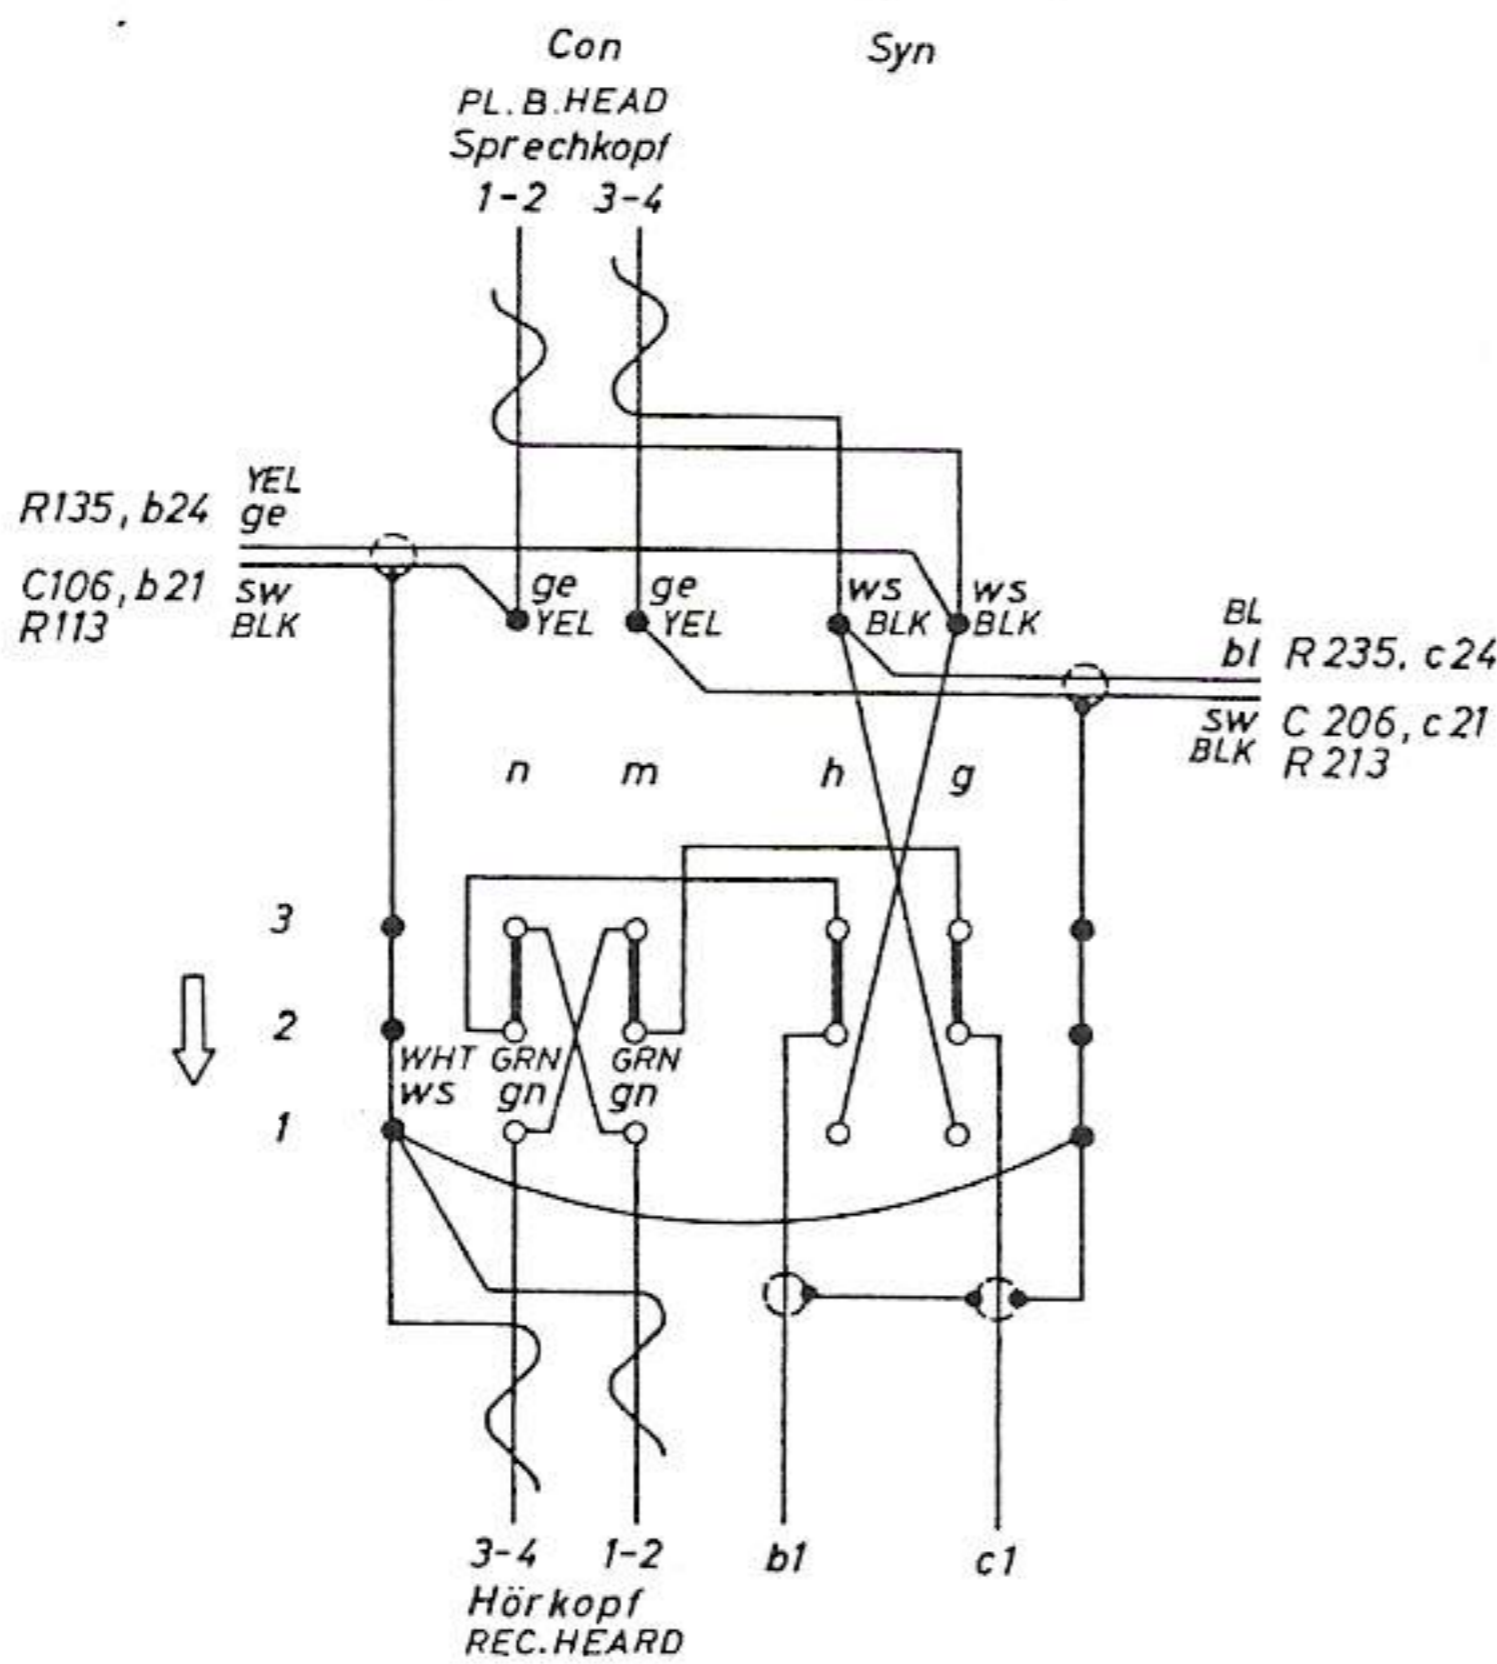 Con Syn
PL.B.HEAD
Sprechkopf
1-2 3-4
YEL
R135, b24 ge
C106, b21 sw
R113 BLK
ge ge ws ws
YEL YEL BLK BLK
BL
bl R235. c24
sw C 206, c21
BLK R 213
n m h g
3
2
WHT GRN GRN
ws gn gn
1
3-4 1-2 b1 c1
Hörkopf
REC.HEARD